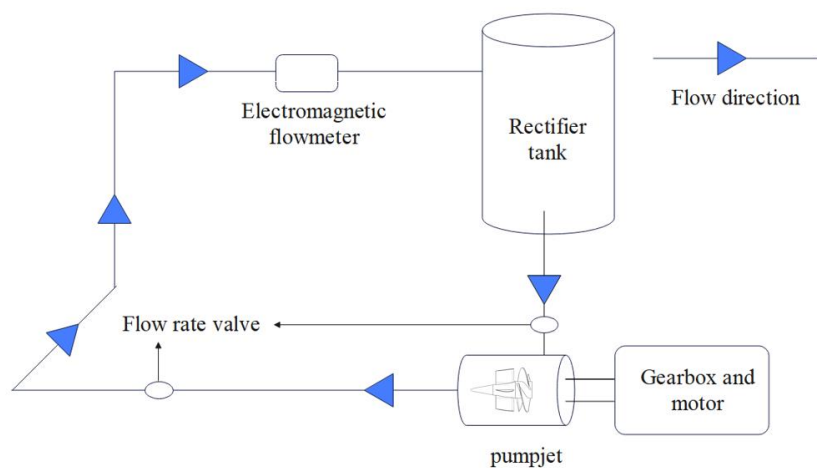 Electromagnetic
flowmeter
Rectifier
tank
Flow direction
Flow rate valve
Gearbox and
motor
pumpjet